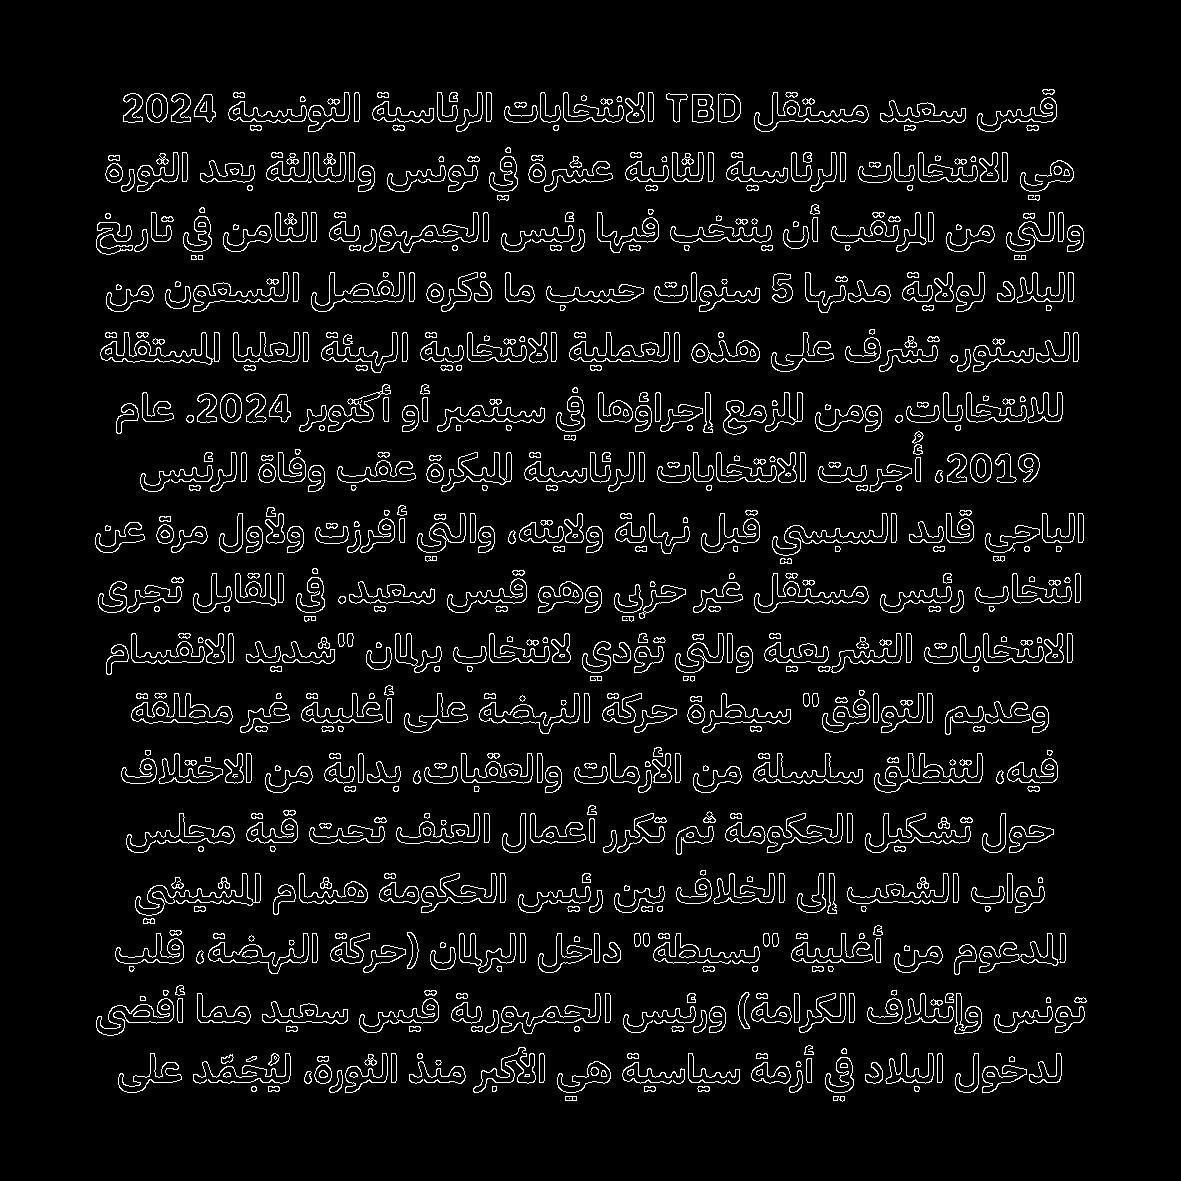 قيس سعيد مستقل TBD الانتخابات الرئاسية التونسية 2024
هي الانتخابات الرئاسية الثانية عشرة في تونس والثالثة بعد الثورة
والتي من المرتقب أن ينتخب فيها رئيس الجمهورية الثامن في تاريخ
البلاد لولاية مدتها 5 سنوات حسب ما ذكره الفصل التسعون من
الدستور. تشرف على هذه العملية الانتخابية الهيئة العليا المستقلة
للانتخابات. ومن المزمع إجراؤها في سبتمبر أو أكتوبر 2024. عام
2019، أُجريت الانتخابات الرئاسية المبكرة عقب وفاة الرئيس
الباجي قايد السبسي قبل نهاية ولايته، والتي أفرزت ولأول مرة عن
انتخاب رئيس مستقل غير حزبي وهو قيس سعيد. في المقابل تجرى
الانتخابات التشريعية والتي تؤدي لانتخاب برلمان "شديد الانقسام
وعديم التوافق" سيطرة حركة النهضة على أغلبية غير مطلقة
فيه، لتنطلق سلسلة من الأزمات والعقبات، بداية من الاختلاف
حول تشكيل الحكومة ثم تكرر أعمال العنف تحت قبة مجلس
نواب الشعب إلى الخلاف بين رئيس الحكومة هشام المشيشي
المدعوم من أغلبية "بسيطة" داخل البرلمان (حركة النهضة، قلب
تونس وإئتلاف الكرامة) ورئيس الجمهورية قيس سعيد مما أفضى
لدخول البلاد في أزمة سياسية هي الأكبر منذ الثورة، ليُجَمّد على